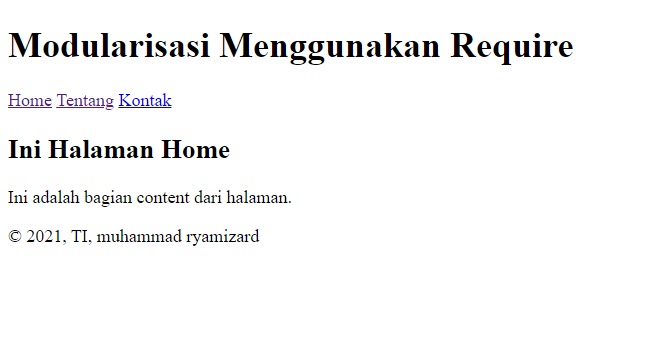 Modularisasi Menggunakan Require
Home Tentang Kontak
Ini Halaman Home
Ini adalah bagian content dari halaman.
© 2021, TI, muhammad ryamizard